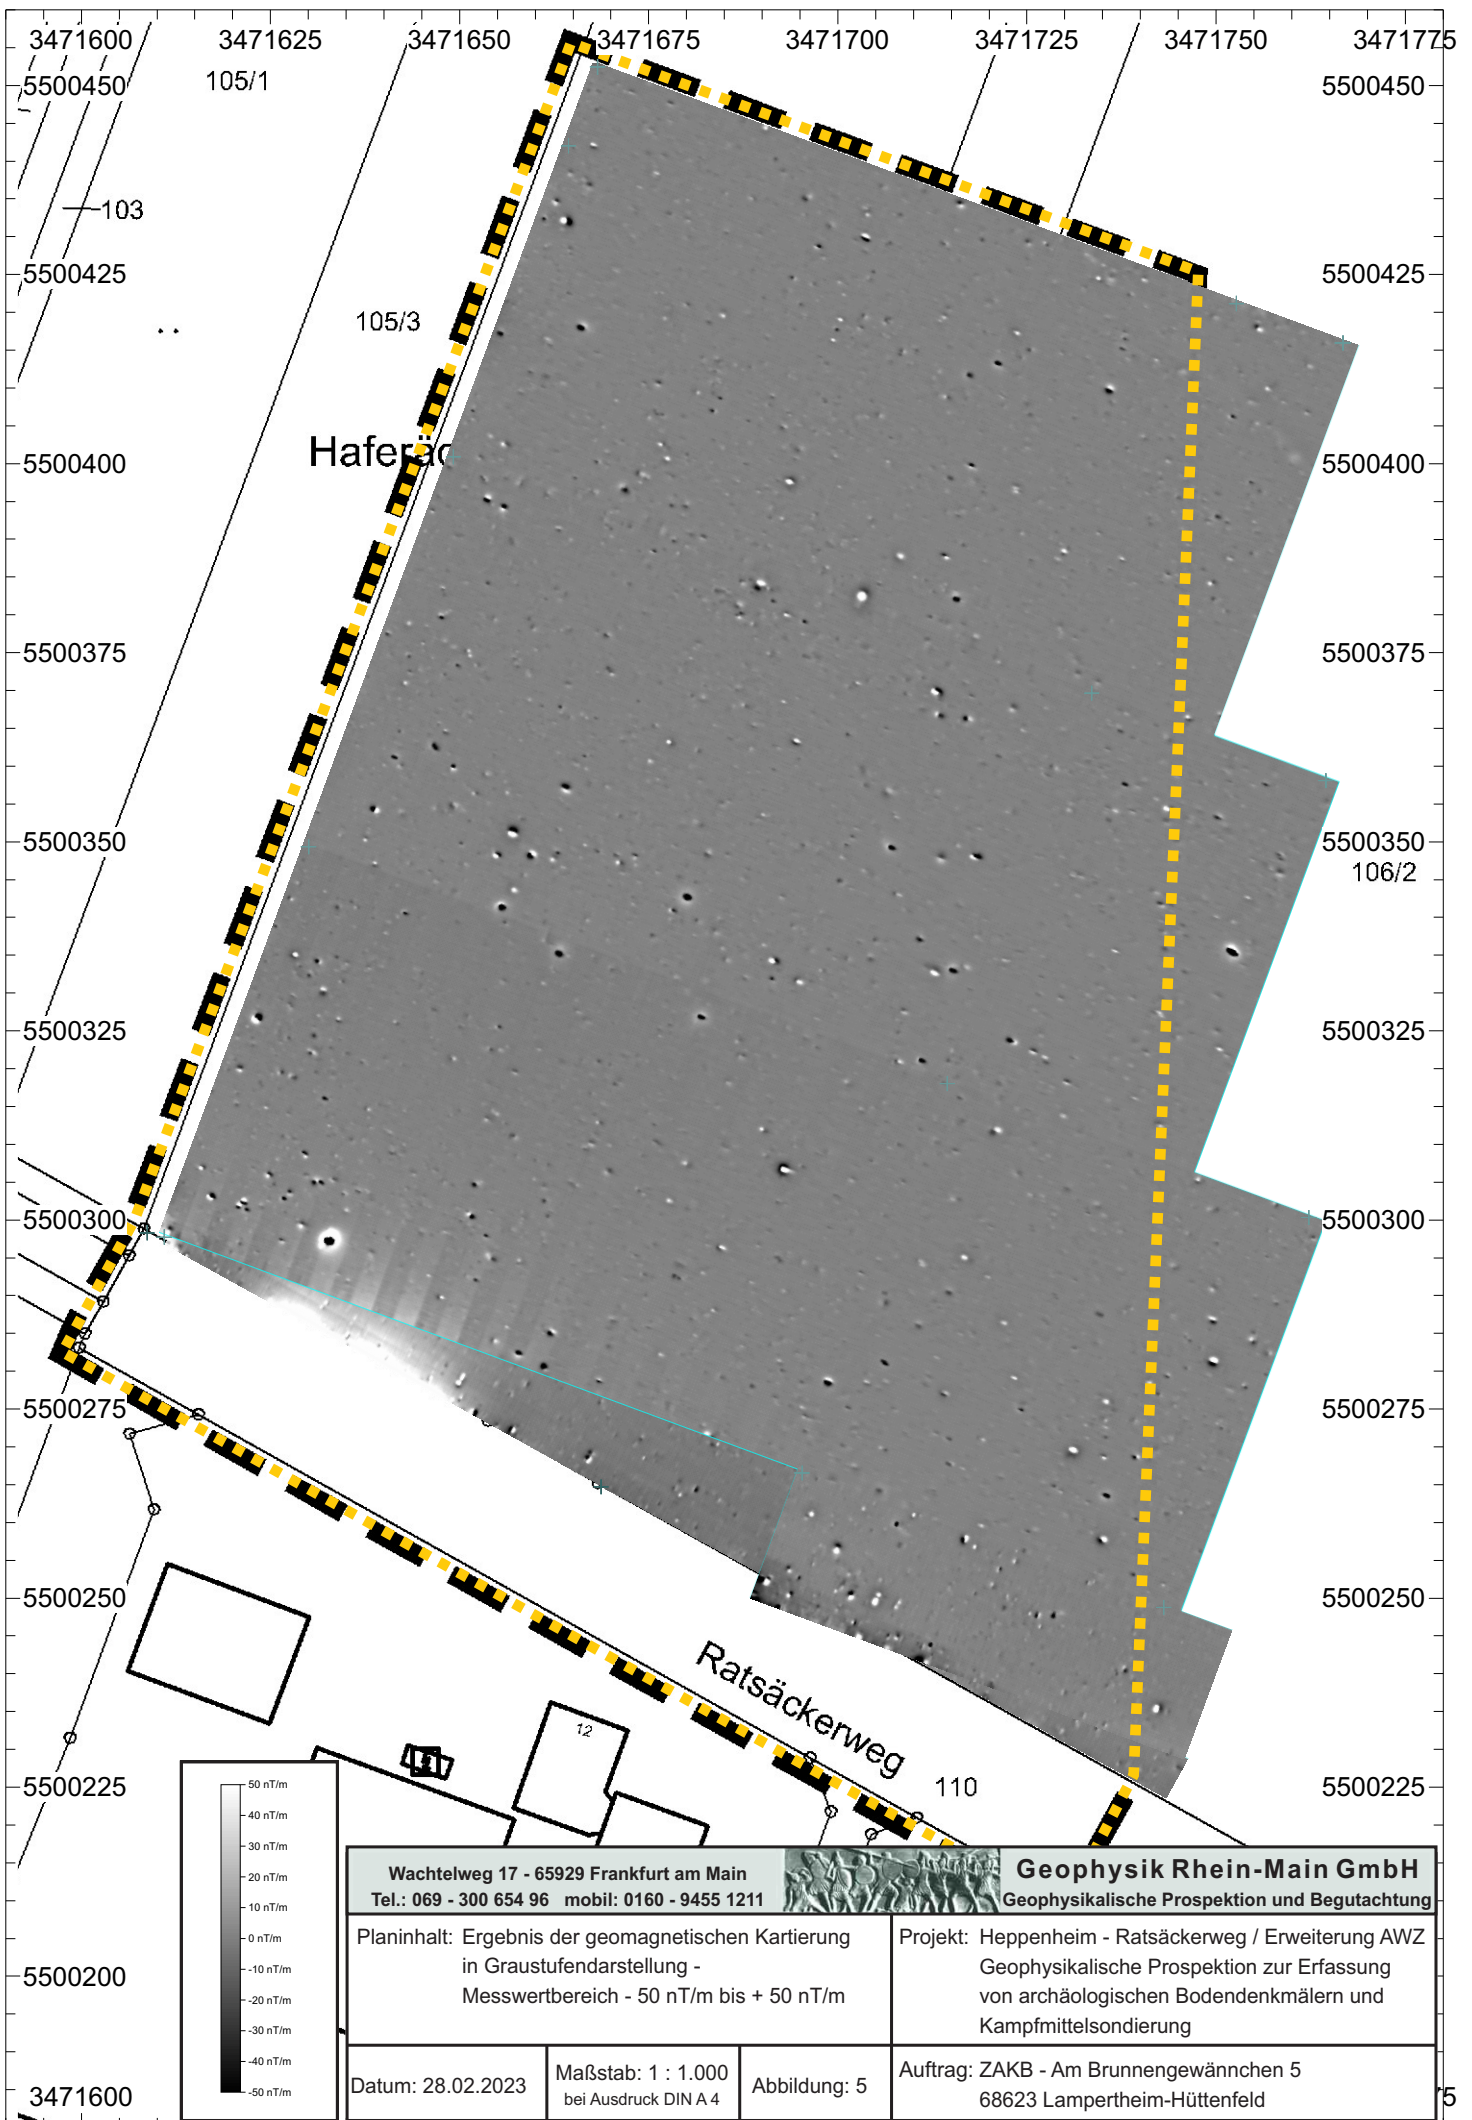 3471600 3471625 3471650 3471675 3471700 3471725 3471750 3471775
105/1
5500450 5500450
103
5500425 5500425
105/3
Haferäc
5500400 5500400
5500375 5500375
5500350 5500350
106/2
5500325 5500325
5500300 5500300
5500275 5500275
5500250 5500250
Ratsäckerweg
12
110
5500225 5500225
50 nT/m
40 nT/m
30 nT/m
20 nT/m
10 nT/m
0 nT/m
-10 nT/m
-20 nT/m
-30 nT/m
-40 nT/m
-50 nT/m
5500200
3471600
5
Wachtelweg 17 - 65929 Frankfurt am Main
Tel.: 069 - 300 654 96 mobil: 0160 - 9455 1211
Geophysik Rhein-Main GmbH
Geophysikalische Prospektion und Begutachtung
Planinhalt: Ergebnis der geomagnetischen Kartierung
in Graustufendarstellung -
Messwertbereich - 50 nT/m bis + 50 nT/m
Projekt: Heppenheim - Ratsäckerweg / Erweiterung AWZ
Geophysikalische Prospektion zur Erfassung
von archäologischen Bodendenkmälern und
Kampfmittelsondierung
Datum: 28.02.2023
Maßstab: 1 : 1.000
bei Ausdruck DIN A 4
Abbildung: 5
Auftrag: ZAKB - Am Brunnengewännchen 5
68623 Lampertheim-Hüttenfeld